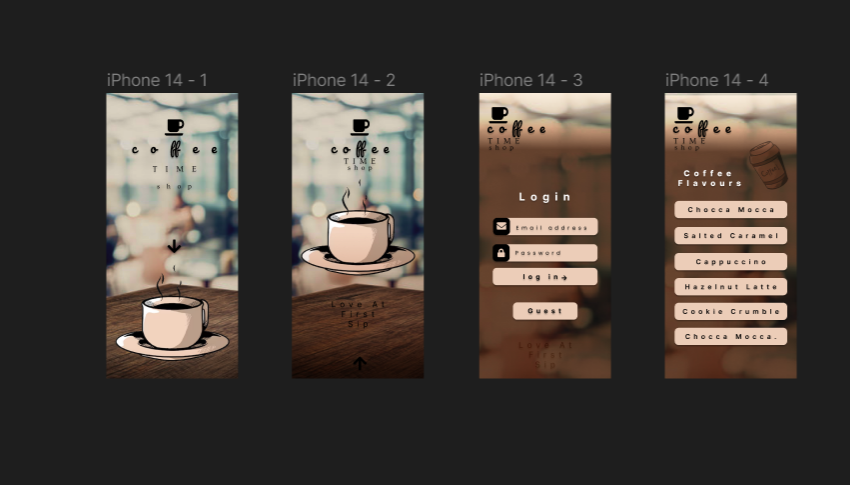 iPhone 14 - 1
coffee
TIME
shop
iPhone 14 - 2
coffee
TIME
shop
Love At
First
Sip
iPhone 14 - 3
coffee
TIME
shop
Login
Email address
Password
log in
Guest
Love At
First
Sip
iPhone 14 - 4
coffee
TIME
shop
Coffee
Flavours
Chocca Mocca
Salted Caramel
Cappuccino
Hazelnut Latte
Cookie Crumble
Chocca Mocca.